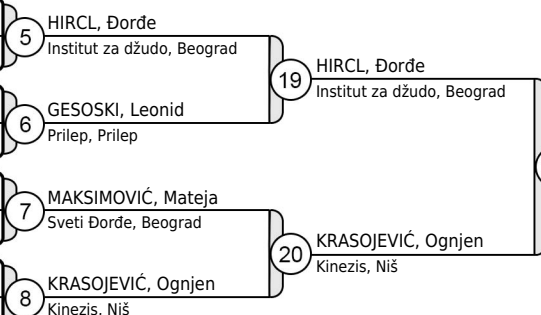 5
HIRCL, Đorđe
Institut za džudo, Beograd
6
GESOSKI, Leonid
Prilep, Prilep
19
HIRCL, Đorđe
Institut za džudo, Beograd
7
MAKSIMOVIĆ, Mateja
Sveti Đorđe, Beograd
8
KRASOJEVIĆ, Ognjen
Kinezis, Niš
20
KRASOJEVIĆ, Ognjen
Kinezis, Niš